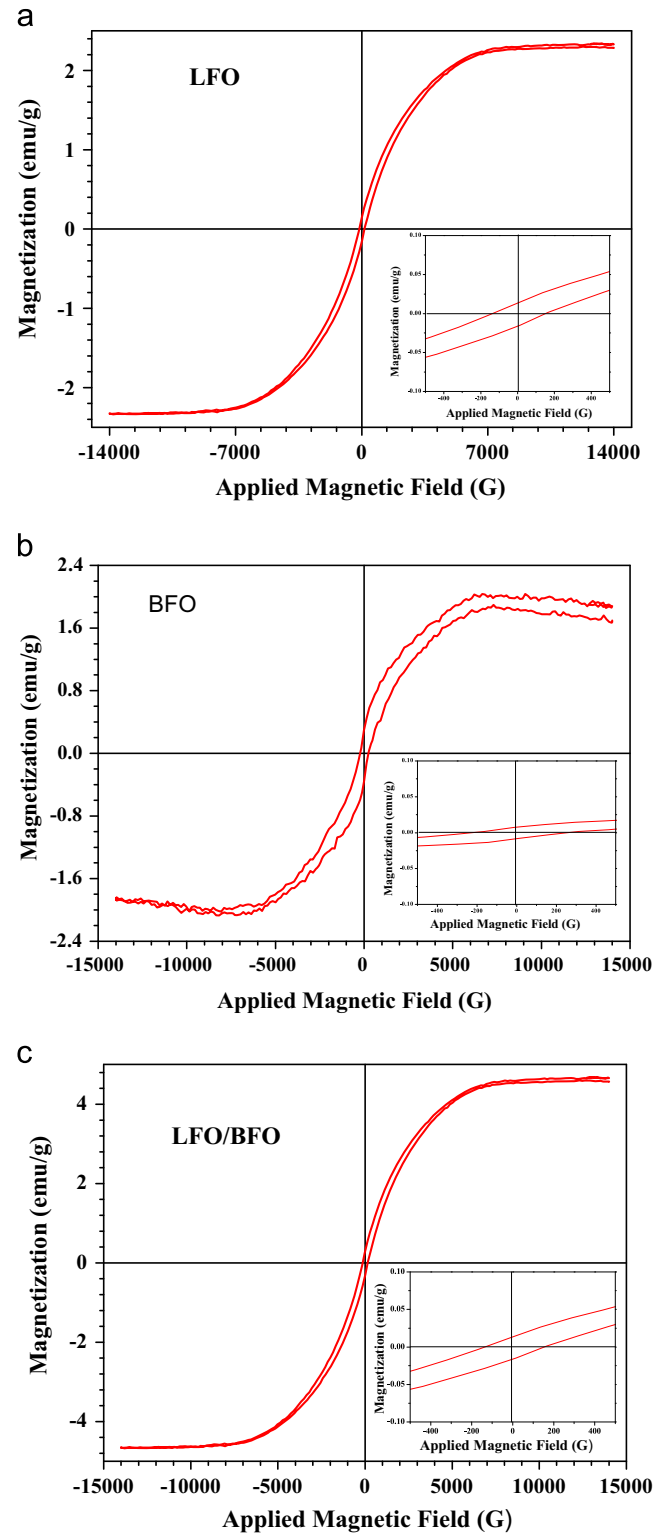 a
LFO
2
1
0
-1
-2
Magnetization (emu/g)
-14000 -7000 0 7000 14000
Applied Magnetic Field (G)
0.10
0.05
0.00
-0.05
-0.10
Magnetization (emu/g)
-400 -200 0 200 400
Applied Magnetic Field (G)
b
BFO
2.4
1.6
0.8
0.0
-0.8
-1.6
-2.4
Magnetization (emu/g)
-15000 -10000 -5000 0 5000 10000 15000
Applied Magnetic Field (G)
0.10
0.05
0.00
-0.05
-0.10
Magnetization (emu/g)
-400 -200 0 200 400
Applied Magnetic Field (G)
c
LFO/BFO
4
2
0
-2
-4
Magnetization (emu/g)
-15000 -10000 -5000 0 5000 10000 15000
Applied Magnetic Field (G)
0.10
0.05
0.00
-0.05
-0.10
Magnetization (emu/g)
-400 -200 0 200 400
Applied Magnetic Field (G)